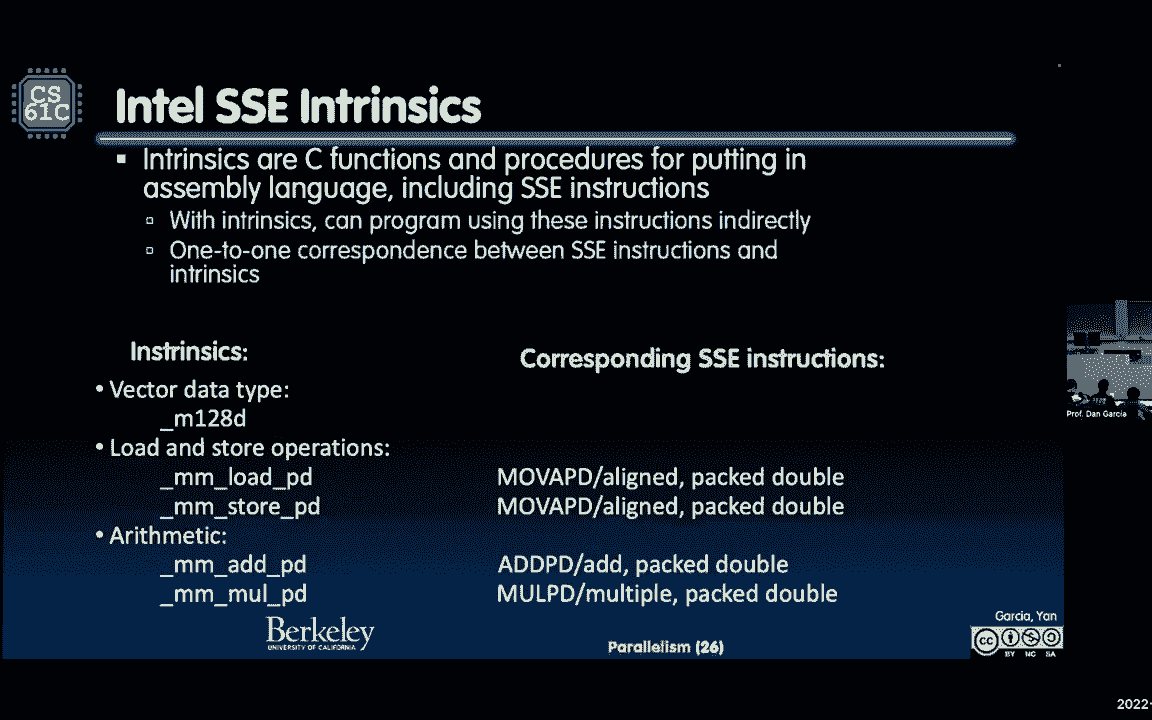 CS
61C
Intel SSE Intrinsics
▪ Intrinsics are C functions and procedures for putting in
assembly language, including SSE instructions
▫ With intrinsics, can program using these instructions indirectly
▫ One-to-one correspondence between SSE instructions and
intrinsics
Instrinsics:
Corresponding SSE instructions:
• Vector data type:
_m128d
• Load and store operations:
_mm_load_pd MOVAPD/aligned, packed double
_mm_store_pd MOVAPD/aligned, packed double
• Arithmetic:
_mm_add_pd ADDPD/add, packed double
_mm_mul_pd MULPD/multiple, packed double
Prof. Dan Garcia
Berkeley
UNIVERSITY OF CALIFORNIA
Parallelism (26)
Garcia, Yan
cc
BY NC SA
2022-